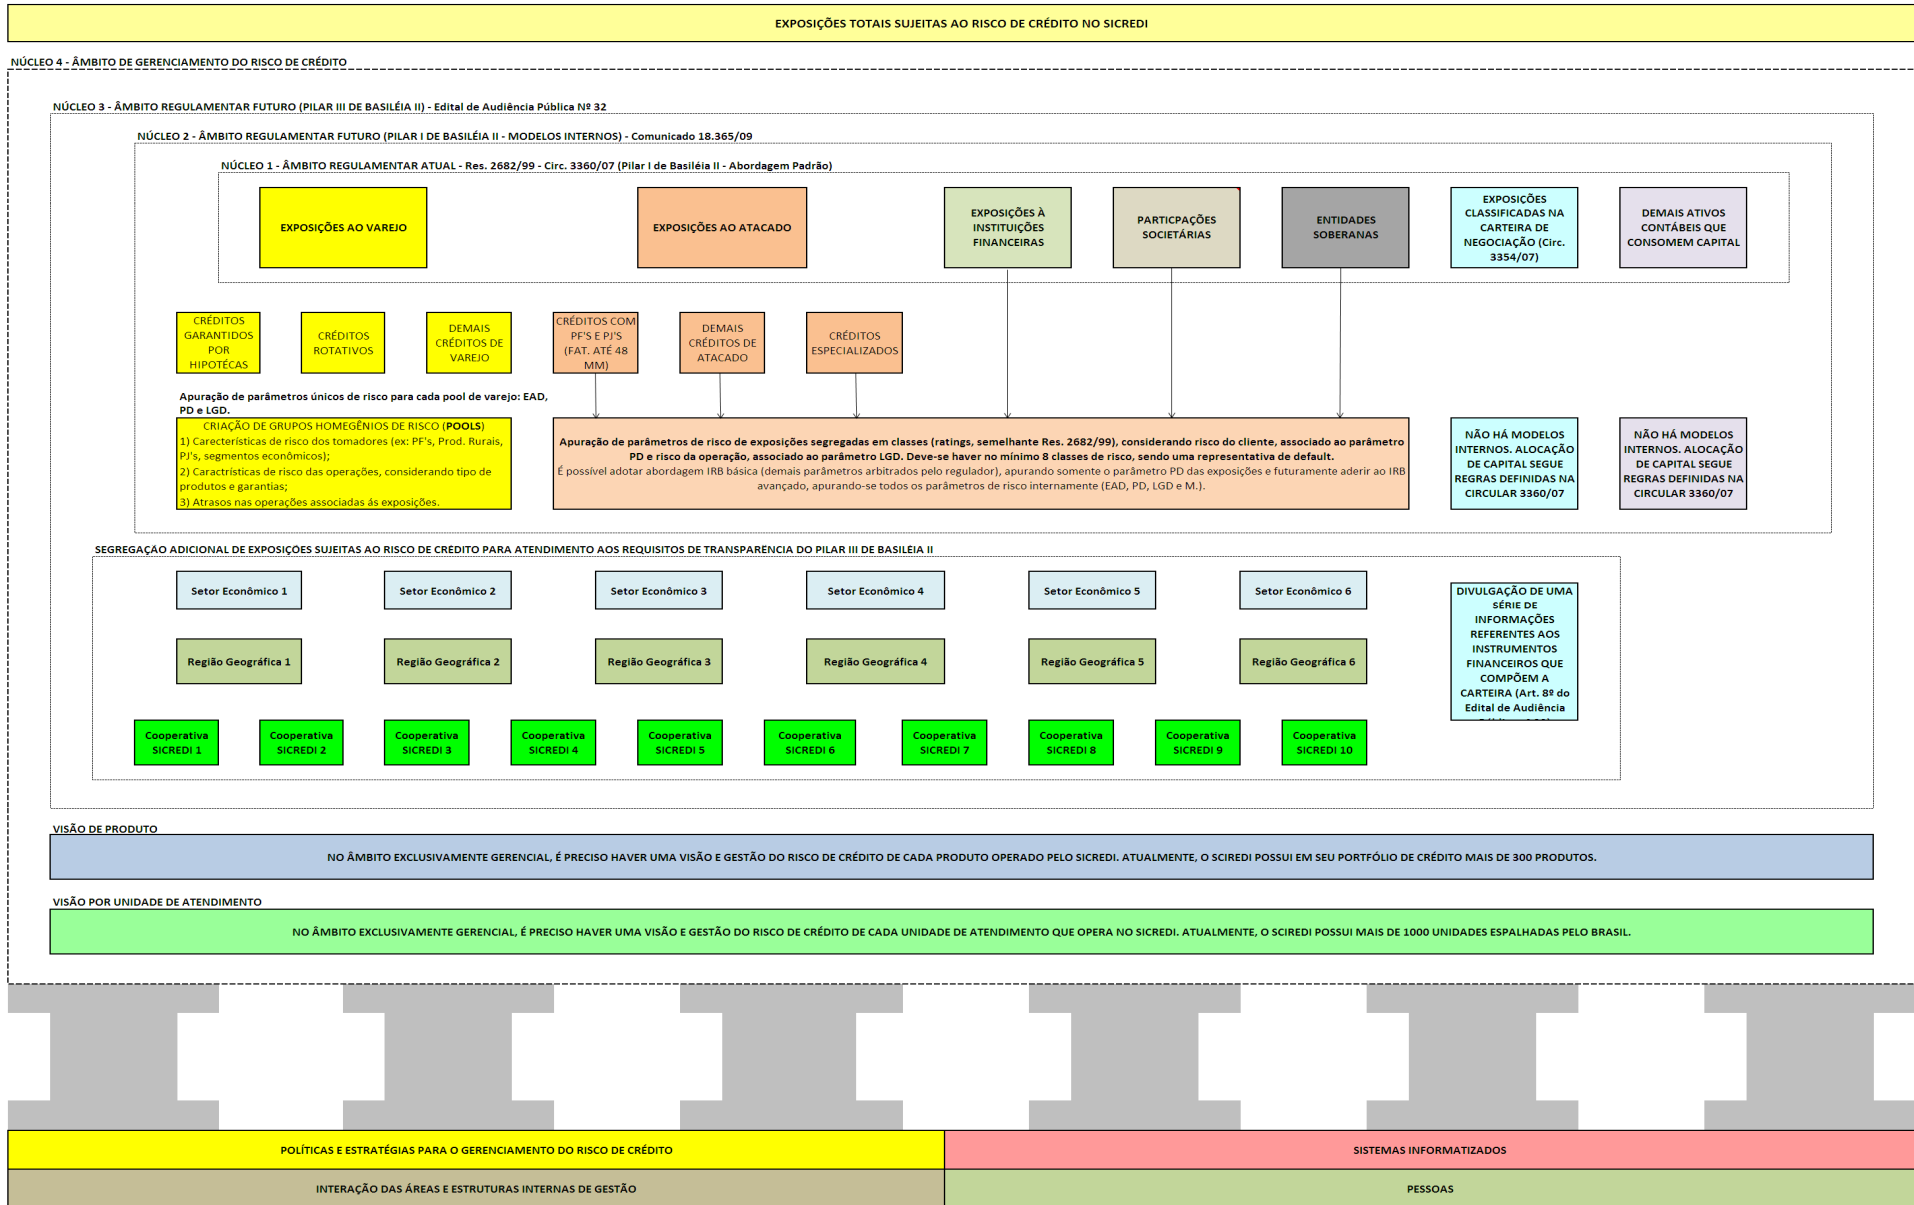 EXPOSIÇÕES TOTAIS SUJEITAS AO RISCO DE CRÉDITO NO SICREDI
NÚCLEO 4 - ÂMBITO DE GERENCIAMENTO DO RISCO DE CRÉDITO
NÚCLEO 3 - ÂMBITO REGULAMENTAR FUTURO (PILAR III DE BASILÉIA II) - Edital de Audiência Pública Nº 32
NÚCLEO 2 - ÂMBITO REGULAMENTAR FUTURO (PILAR I DE BASILÉIA II - MODELOS INTERNOS) - Comunicado 18.365/09
NÚCLEO 1 - ÂMBITO REGULAMENTAR ATUAL - Res. 2682/99 - Circ. 3360/07 (Pilar I de Basiléia II - Abordagem Padrão)
EXPOSIÇÕES AO VAREJO
EXPOSIÇÕES AO ATACADO
EXPOSIÇÕES À
INSTITUIÇÕES
FINANCEIRAS
PARTICPAÇÕES
SOCIETÁRIAS
ENTIDADES
SOBERANAS
EXPOSIÇÕES
CLASSIFICADAS NA
CARTEIRA DE
NEGOCIAÇÃO (Circ.
3354/07)
DEMAIS ATIVOS
CONTÁBEIS QUE
CONSOMEM CAPITAL
CRÉDITOS
GARANTIDOS
POR
HIPOTÉCAS
CRÉDITOS
ROTATIVOS
DEMAIS
CRÉDITOS DE
VAREJO
CRÉDITOS COM
PF'S E PJ'S
(FAT. ATÉ 48
MM)
DEMAIS
CRÉDITOS DE
ATACADO
CRÉDITOS
ESPECIALIZADOS
Apuração de parâmetros únicos de risco para cada pool de varejo: EAD,
PD e LGD.
CRIAÇÃO DE GRUPOS HOMEGÊNIOS DE RISCO (POOLS)
1) Carecterísticas de risco dos tomadores (ex: PF's, Prod. Rurais,
PJ's, segmentos econômicos);
2) Caractrísticas de risco das operações, considerando tipo de
produtos e garantias;
3) Atrasos nas operações associadas ás exposições.
Apuração de parâmetros de risco de exposições segregadas em classes (ratings, semelhante Res. 2682/99), considerando risco do cliente, associado ao parâmetro
PD e risco da operação, associado ao parâmetro LGD. Deve-se haver no mínimo 8 classes de risco, sendo uma representativa de default.
É possível adotar abordagem IRB básica (demais parâmetros arbitrados pelo regulador), apurando somente o parâmetro PD das exposições e futuramente aderir ao IRB
avançado, apurando-se todos os parâmetros de risco internamente (EAD, PD, LGD e M.).
NÃO HÁ MODELOS
INTERNOS. ALOCAÇÃO
DE CAPITAL SEGUE
REGRAS DEFINIDAS NA
CIRCULAR 3360/07
NÃO HÁ MODELOS
INTERNOS. ALOCAÇÃO
DE CAPITAL SEGUE
REGRAS DEFINIDAS NA
CIRCULAR 3360/07
SEGREGAÇÃO ADICIONAL DE EXPOSIÇÕES SUJEITAS AO RISCO DE CRÉDITO PARA ATENDIMENTO AOS REQUISITOS DE TRANSPARÊNCIA DO PILAR III DE BASILÉIA II
Setor Econômico 1
Setor Econômico 2
Setor Econômico 3
Setor Econômico 4
Setor Econômico 5
Setor Econômico 6
Região Geográfica 1
Região Geográfica 2
Região Geográfica 3
Região Geográfica 4
Região Geográfica 5
Região Geográfica 6
DIVULGAÇÃO DE UMA
SÉRIE DE
INFORMAÇÕES
REFERENTES AOS
INSTRUMENTOS
FINANCEIROS QUE
COMPÕEM A
CARTEIRA (Art. 8º do
Edital de Audiência
Cooperativa
SICREDI 1
Cooperativa
SICREDI 2
Cooperativa
SICREDI 3
Cooperativa
SICREDI 4
Cooperativa
SICREDI 5
Cooperativa
SICREDI 6
Cooperativa
SICREDI 7
Cooperativa
SICREDI 8
Cooperativa
SICREDI 9
Cooperativa
SICREDI 10
VISÃO DE PRODUTO
NO ÂMBITO EXCLUSIVAMENTE GERENCIAL, É PRECISO HAVER UMA VISÃO E GESTÃO DO RISCO DE CRÉDITO DE CADA PRODUTO OPERADO PELO SICREDI. ATUALMENTE, O SCIREDI POSSUI EM SEU PORTFÓLIO DE CRÉDITO MAIS DE 300 PRODUTOS.
VISÃO POR UNIDADE DE ATENDIMENTO
NO ÂMBITO EXCLUSIVAMENTE GERENCIAL, É PRECISO HAVER UMA VISÃO E GESTÃO DO RISCO DE CRÉDITO DE CADA UNIDADE DE ATENDIMENTO QUE OPERA NO SICREDI. ATUALMENTE, O SCIREDI POSSUI MAIS DE 1000 UNIDADES ESPALHADAS PELO BRASIL.
POLÍTICAS E ESTRATÉGIAS PARA O GERENCIAMENTO DO RISCO DE CRÉDITO
SISTEMAS INFORMATIZADOS
INTERAÇÃO DAS ÁREAS E ESTRUTURAS INTERNAS DE GESTÃO
PESSOAS